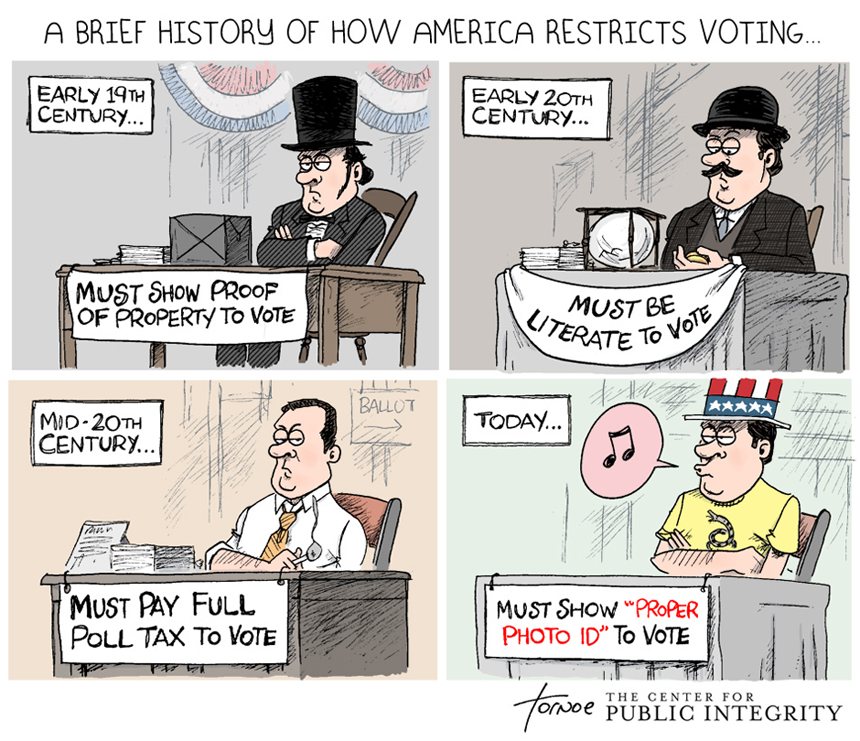 A BRIEF HISTORY OF HOW AMERICA RESTRICTS VOTING...
EARLY 19TH
CENTURY...
MUST SHOW PROOF
OF PROPERTY TO VOTE
EARLY 20TH
CENTURY...
MUST BE
LITERATE TO VOTE
MID-20TH
CENTURY...
BALLOT
MUST PAY FULL
POLL TAX TO VOTE
TODAY...
MUST SHOW "PROPER
PHOTO ID" TO VOTE
tornoe
THE CENTER FOR
PUBLIC INTEGRITY